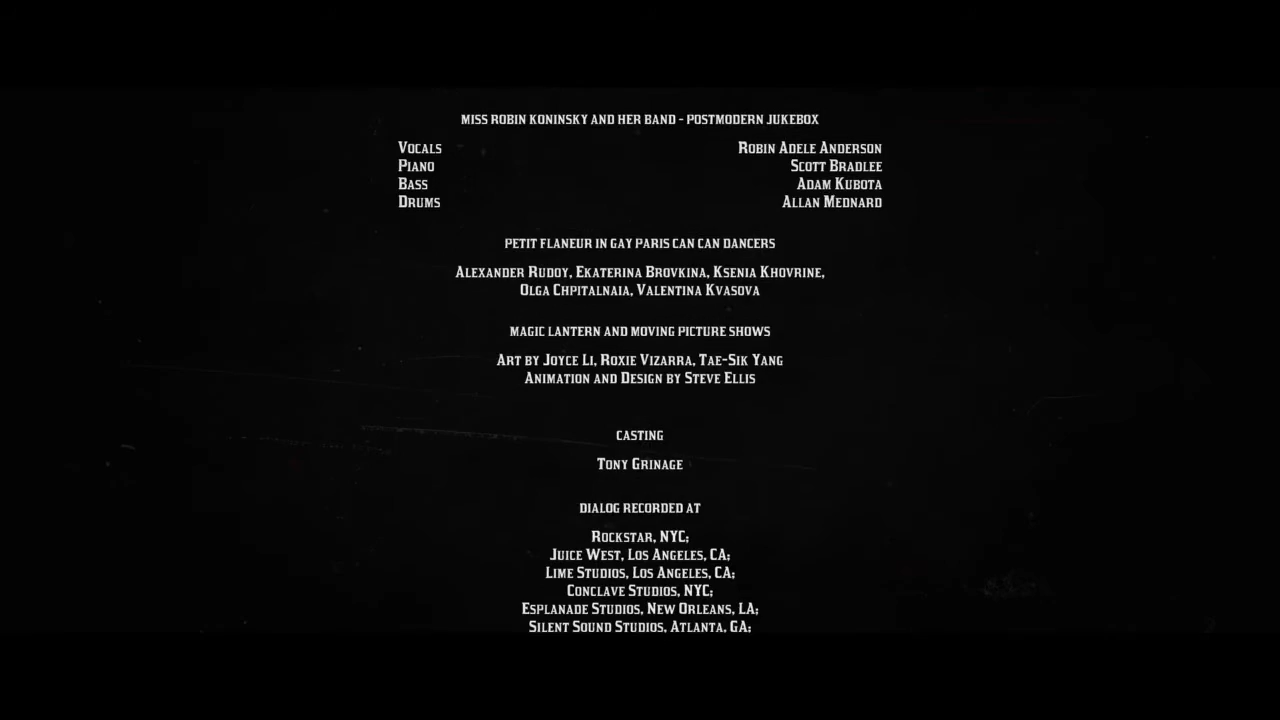 MISS ROBIN KONINSKY AND HER BAND - POSTMODERN JUKEBOX
VOCALS ROBIN ADELE ANDERSON
PIANO SCOTT BRADLEE
BASS ADAM KUBOTA
DRUMS ALLAN MEDNARD
PETIT FLANEUR IN GAY PARIS CAN CAN DANCERS
ALEXANDER RUDOY, EKATERINA BROVKINA, KSENIA KHOVRINE,
OLGA CHPITALNAIA, VALENTINA KVASOVA
MAGIC LANTERN AND MOVING PICTURE SHOWS
ART BY JOYCE LI, ROXIE VIZARRA, TAE-SIK YANG
ANIMATION AND DESIGN BY STEVE ELLIS
CASTING
TONY GRINAGE
DIALOG RECORDED AT
ROCKSTAR, NYC;
JUICE WEST, LOS ANGELES, CA;
LIME STUDIOS, LOS ANGELES, CA;
CONCLAVE STUDIOS, NYC;
ESPLANADE STUDIOS, NEW ORLEANS, LA;
SILENT SOUND STUDIOS, ATLANTA, GA;